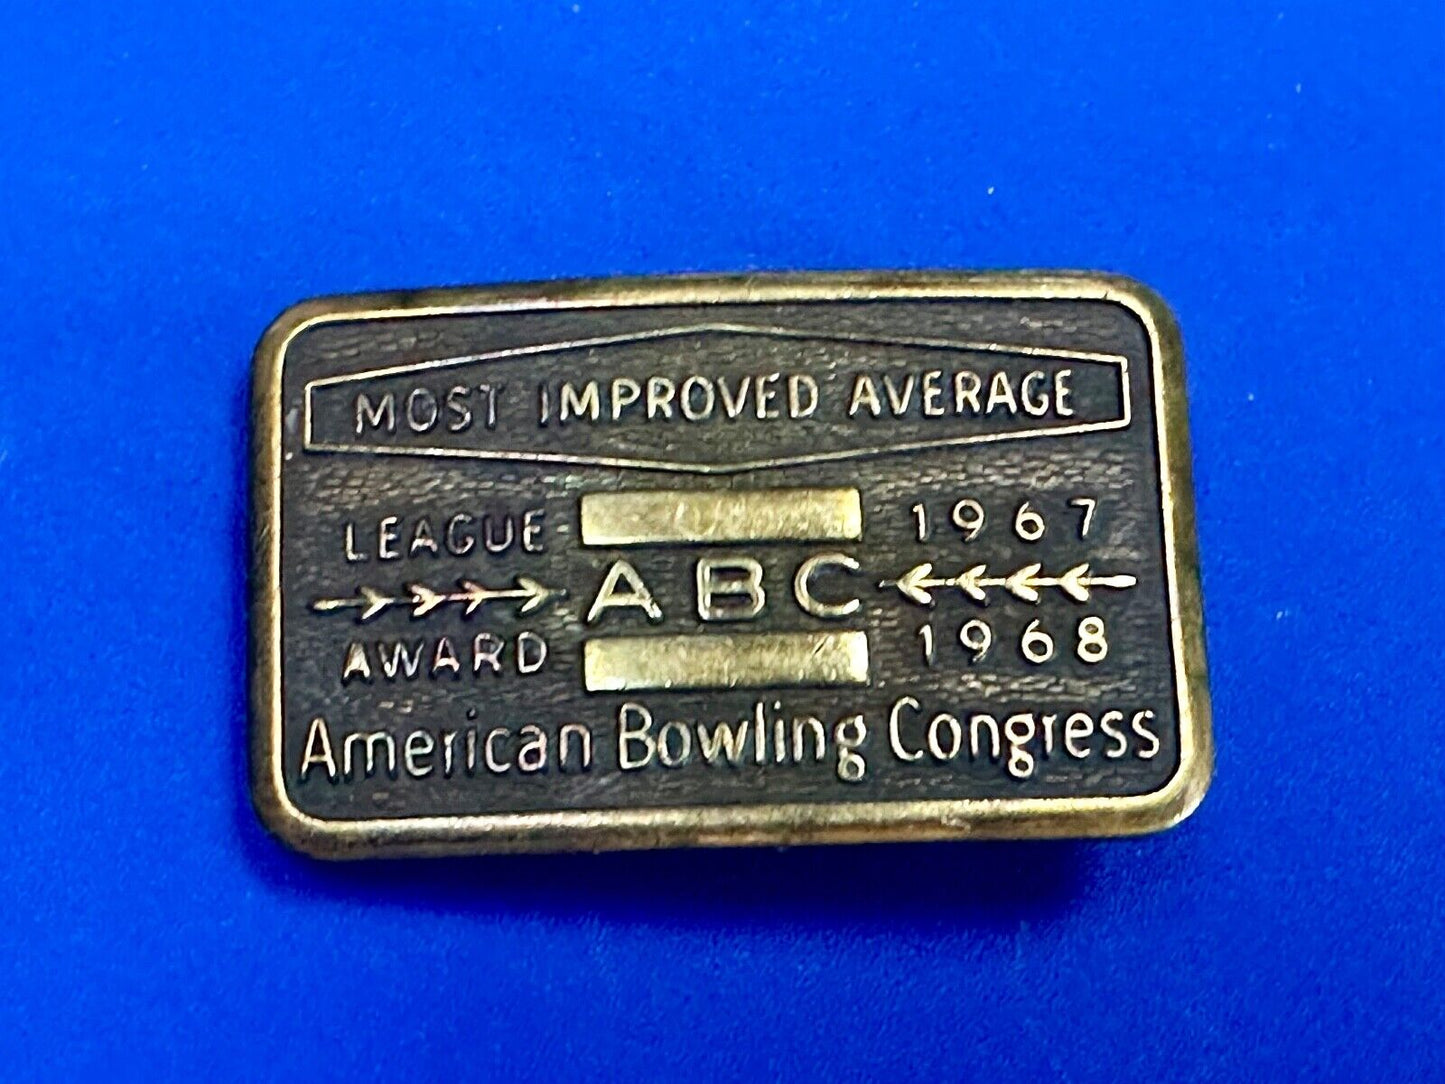 MOST IMPROVED AVERAGE
LEAGUE 1967
ABC
AWARD 1968
American Bowling Congress